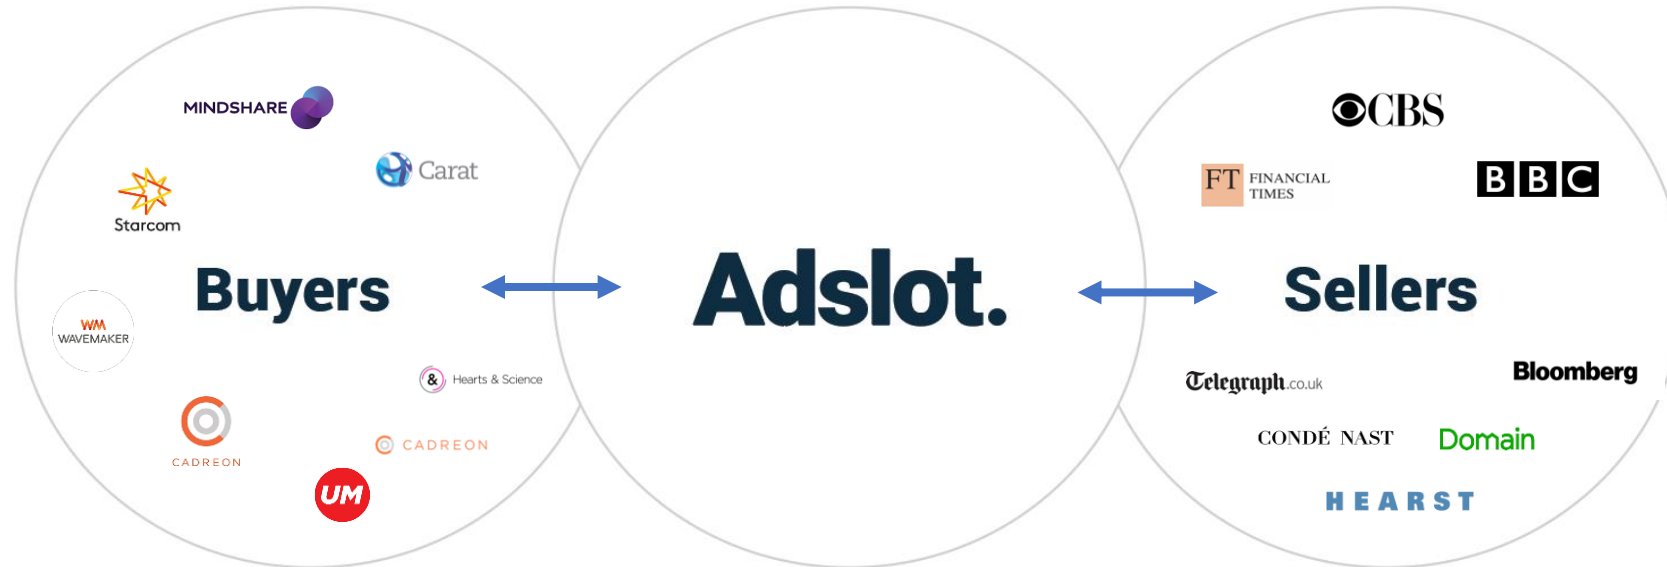 MINDSHARE
Carat
Starcom
Buyers
WM
WAVEMAKER
& Hearts & Science
CADREON
CADREON
UM
Adslot.
CBS
FT FINANCIAL
TIMES
BBC
Sellers
Telegraph.co.uk
Bloomberg
CONDÉ NAST
Domain
HEARST